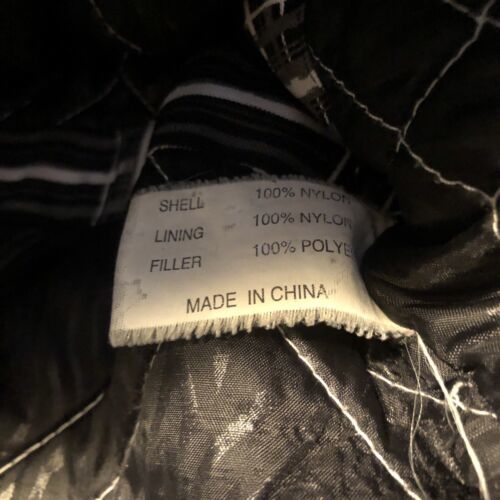 SHELL 100% NYLON
LINING 100% NYLON
FILLER 100% POLYE
MADE IN CHINA